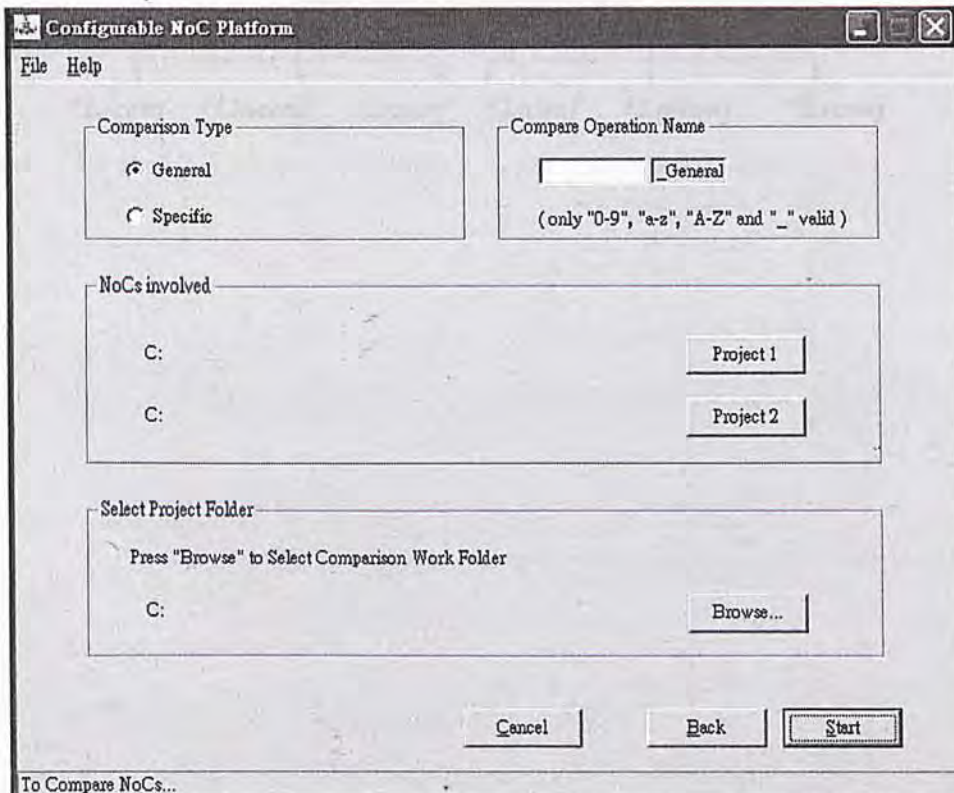 Configurable NoC Platform
File Help
Comparison Type
General
Specific
Compare Operation Name
_General
( only "0-9", "a-z", "A-Z" and "_" valid )
NoCs involved
C:
Project 1
C:
Project 2
Select Project Folder
Press "Browse" to Select Comparison Work Folder
C:
Browse...
Cancel Back Start
To Compare NoCs...